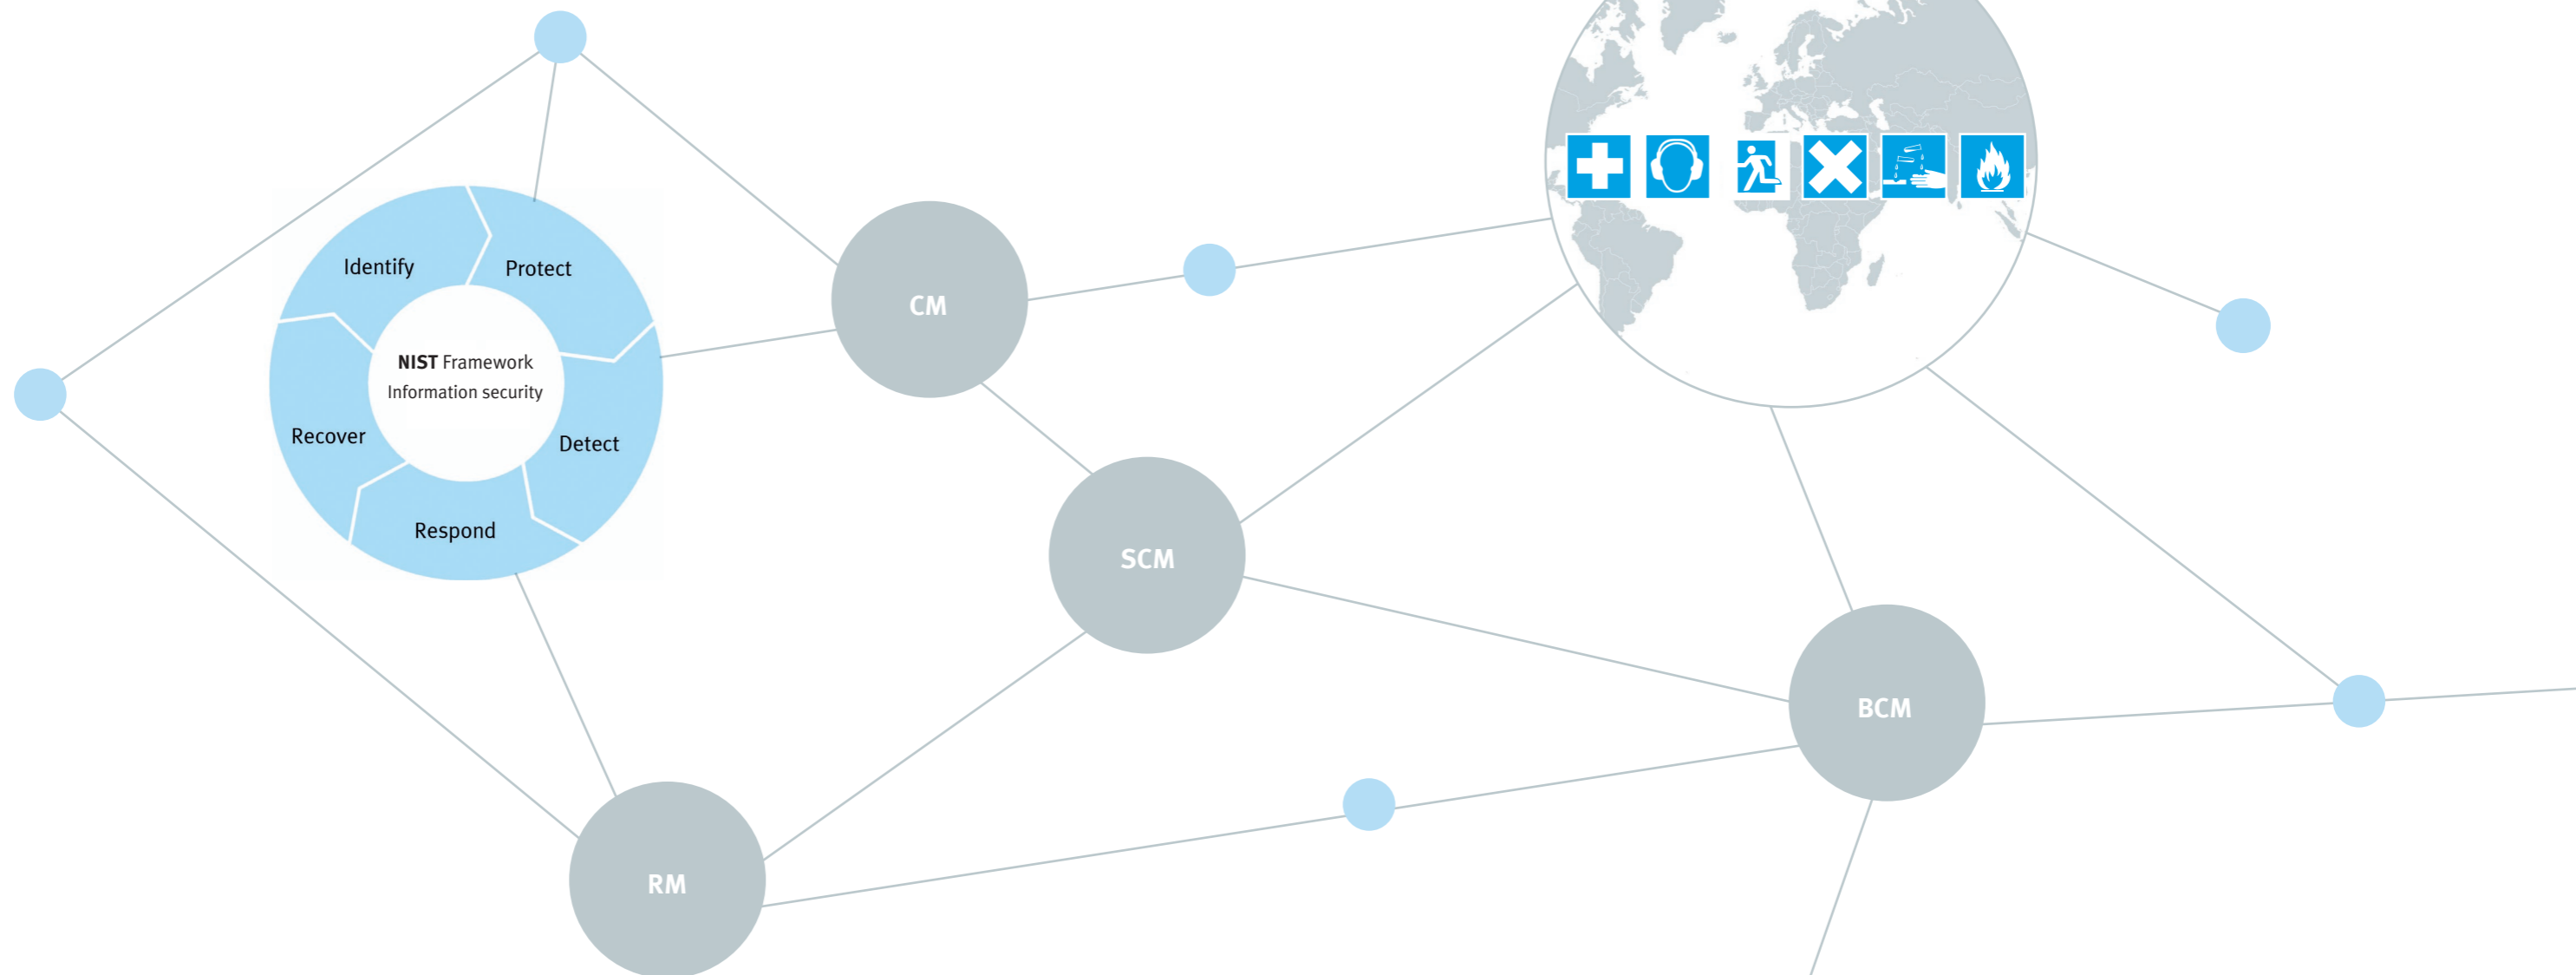 Identify
Protect
CM
NIST Framework
Information security
Recover
Detect
Respond
SCM
BCM
RM